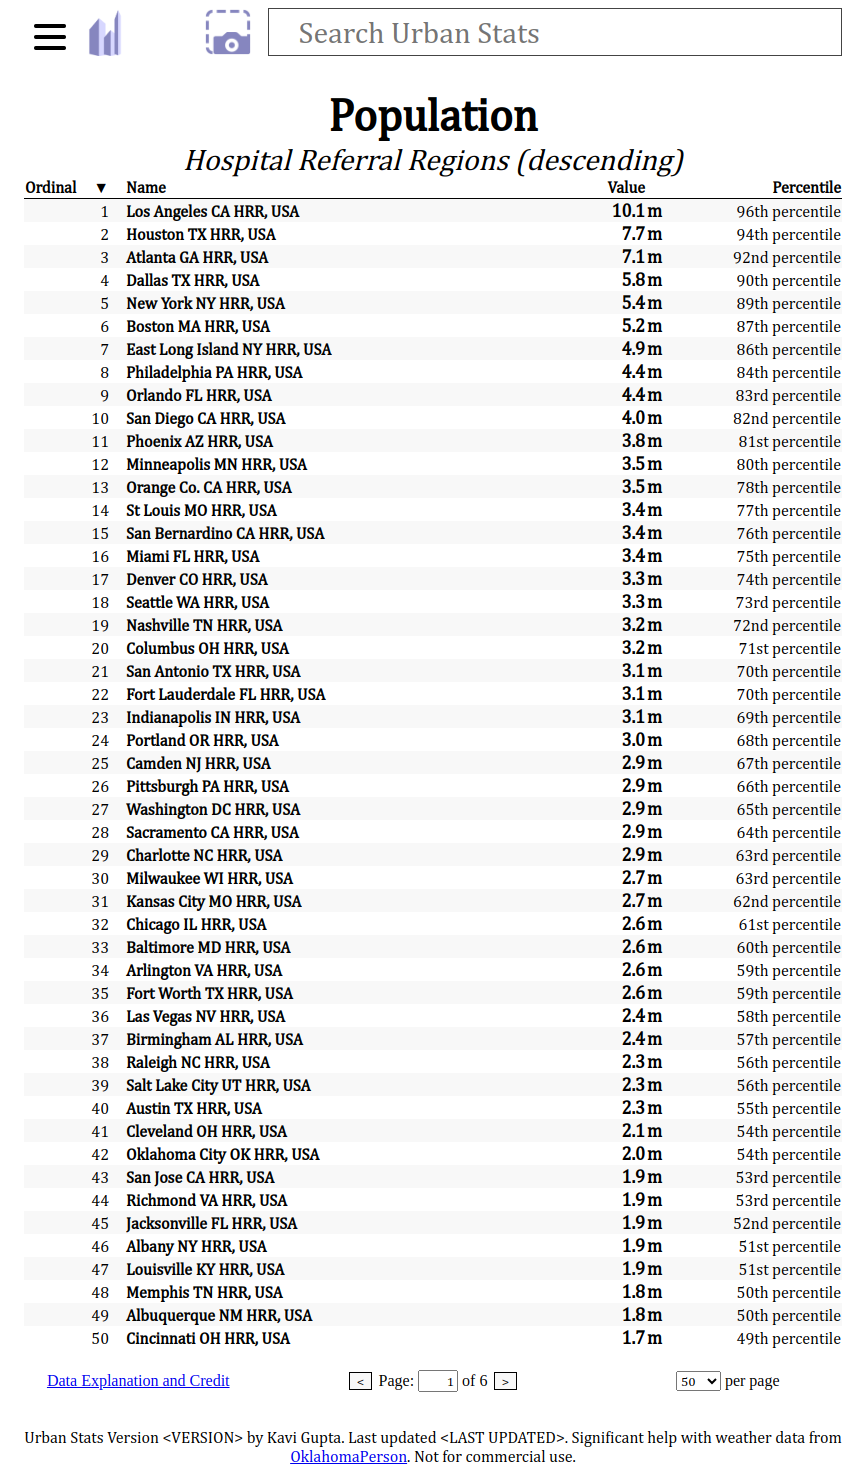 Search Urban Stats
Population
Hospital Referral Regions (descending)
Ordinal ▼ Name Value Percentile
1 Los Angeles CA HRR, USA 10.1 m 96th percentile
2 Houston TX HRR, USA 7.7 m 94th percentile
3 Atlanta GA HRR, USA 7.1 m 92nd percentile
4 Dallas TX HRR, USA 5.8 m 90th percentile
5 New York NY HRR, USA 5.4 m 89th percentile
6 Boston MA HRR, USA 5.2 m 87th percentile
7 East Long Island NY HRR, USA 4.9 m 86th percentile
8 Philadelphia PA HRR, USA 4.4 m 84th percentile
9 Orlando FL HRR, USA 4.4 m 83rd percentile
10 San Diego CA HRR, USA 4.0 m 82nd percentile
11 Phoenix AZ HRR, USA 3.8 m 81st percentile
12 Minneapolis MN HRR, USA 3.5 m 80th percentile
13 Orange Co. CA HRR, USA 3.5 m 78th percentile
14 St Louis MO HRR, USA 3.4 m 77th percentile
15 San Bernardino CA HRR, USA 3.4 m 76th percentile
16 Miami FL HRR, USA 3.4 m 75th percentile
17 Denver CO HRR, USA 3.3 m 74th percentile
18 Seattle WA HRR, USA 3.3 m 73rd percentile
19 Nashville TN HRR, USA 3.2 m 72nd percentile
20 Columbus OH HRR, USA 3.2 m 71st percentile
21 San Antonio TX HRR, USA 3.1 m 70th percentile
22 Fort Lauderdale FL HRR, USA 3.1 m 70th percentile
23 Indianapolis IN HRR, USA 3.1 m 69th percentile
24 Portland OR HRR, USA 3.0 m 68th percentile
25 Camden NJ HRR, USA 2.9 m 67th percentile
26 Pittsburgh PA HRR, USA 2.9 m 66th percentile
27 Washington DC HRR, USA 2.9 m 65th percentile
28 Sacramento CA HRR, USA 2.9 m 64th percentile
29 Charlotte NC HRR, USA 2.9 m 63rd percentile
30 Milwaukee WI HRR, USA 2.7 m 63rd percentile
31 Kansas City MO HRR, USA 2.7 m 62nd percentile
32 Chicago IL HRR, USA 2.6 m 61st percentile
33 Baltimore MD HRR, USA 2.6 m 60th percentile
34 Arlington VA HRR, USA 2.6 m 59th percentile
35 Fort Worth TX HRR, USA 2.6 m 59th percentile
36 Las Vegas NV HRR, USA 2.4 m 58th percentile
37 Birmingham AL HRR, USA 2.4 m 57th percentile
38 Raleigh NC HRR, USA 2.3 m 56th percentile
39 Salt Lake City UT HRR, USA 2.3 m 56th percentile
40 Austin TX HRR, USA 2.3 m 55th percentile
41 Cleveland OH HRR, USA 2.1 m 54th percentile
42 Oklahoma City OK HRR, USA 2.0 m 54th percentile
43 San Jose CA HRR, USA 1.9 m 53rd percentile
44 Richmond VA HRR, USA 1.9 m 53rd percentile
45 Jacksonville FL HRR, USA 1.9 m 52nd percentile
46 Albany NY HRR, USA 1.9 m 51st percentile
47 Louisville KY HRR, USA 1.9 m 51st percentile
48 Memphis TN HRR, USA 1.8 m 50th percentile
49 Albuquerque NM HRR, USA 1.8 m 50th percentile
50 Cincinnati OH HRR, USA 1.7 m 49th percentile
Data Explanation and Credit < Page: 1 of 6 > 50 per page
Urban Stats Version <VERSION> by Kavi Gupta. Last updated <LAST UPDATED>. Significant help with weather data from
OklahomaPerson. Not for commercial use.